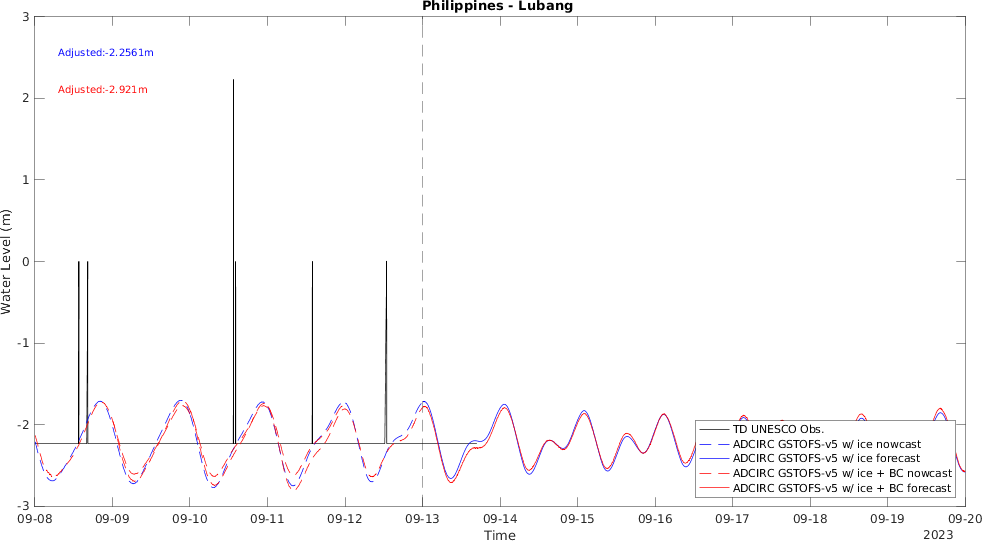 Philippines - Lubang
Adjusted:-2.2561m
Adjusted:-2.921m
Water Level (m)
3
2
1
0
-1
-2
-3
TD UNESCO Obs.
ADCIRC GSTOFS-v5 w/ ice nowcast
ADCIRC GSTOFS-v5 w/ ice forecast
ADCIRC GSTOFS-v5 w/ ice + BC nowcast
ADCIRC GSTOFS-v5 w/ ice + BC forecast
09-08 09-09 09-10 09-11 09-12 09-13 09-14 09-15 09-16 09-17 09-18 09-19 09-20
Time
2023